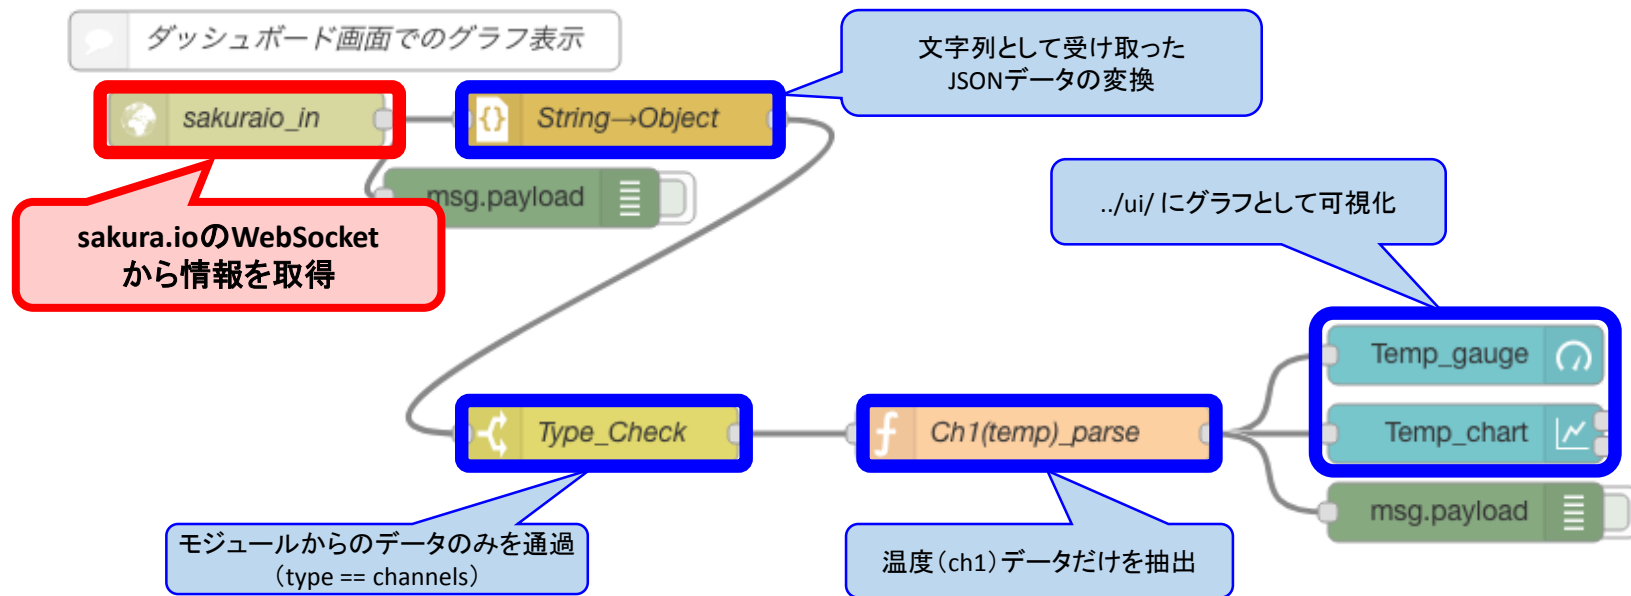 ダッシュボード画面でのグラフ表示
文字列として受け取った
JSONデータの変換
sakuraio_in
String→Object
msg.payload
../ui/ にグラフとして可視化
sakura.ioのWebSocket
から情報を取得
Temp_gauge
Type_Check
Ch1(temp)_parse
Temp_chart
msg.payload
モジュールからのデータのみを通過
（type == channels）
温度（ch1）データだけを抽出